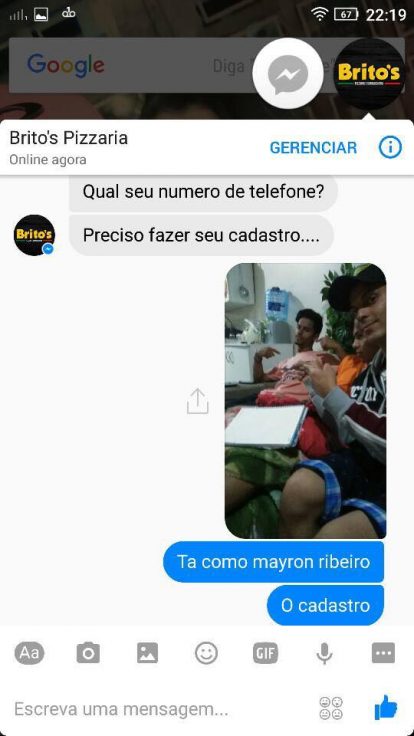 67 22:19
Google Diga "
Brito's
Brito's Pizzaria
Online agora
GERENCIAR
Qual seu numero de telefone?
Brito's
Preciso fazer seu cadastro....
Ta como mayron ribeiro
O cadastro
Aa
GIF
Escreva uma mensagem...